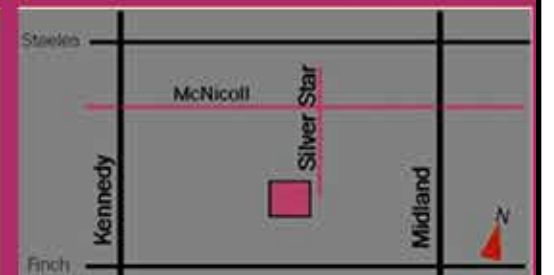 Steeles
McNicoll
Silver Star
Kennedy
Midland
N
Finch